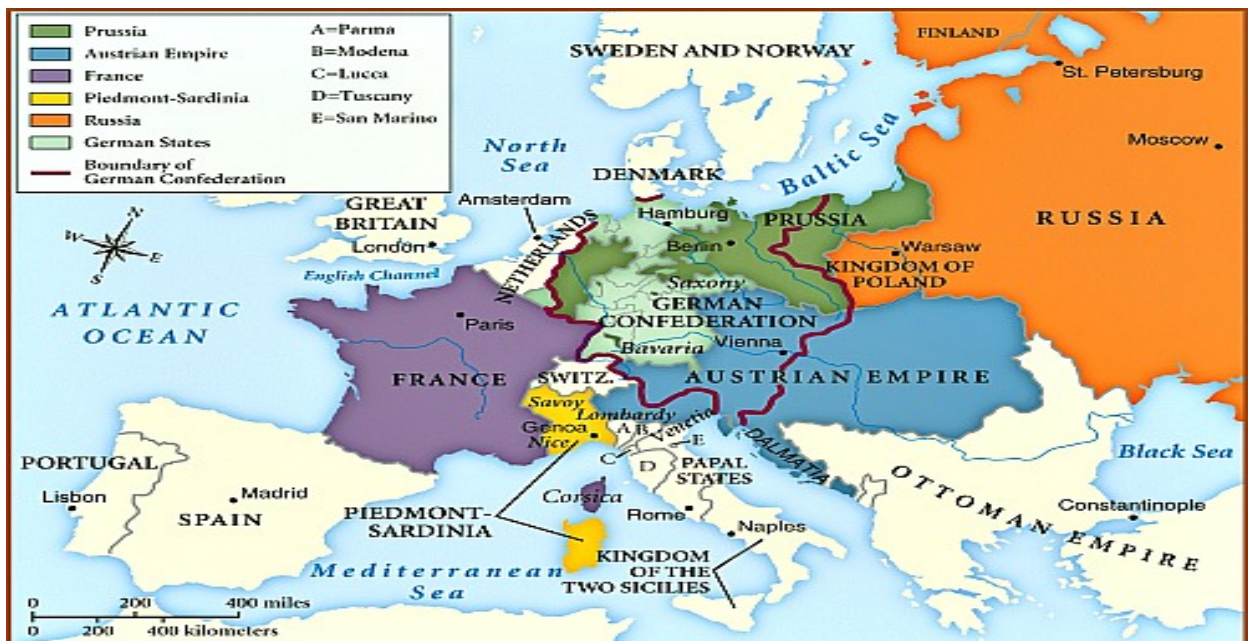 Prussia
Austrian Empire
France
Piedmont-Sardinia
Russia
German States
Boundary of
German Confederation
A=Parma
B=Modena
C=Lucca
D=Tuscany
E=San Marino
SWEDEN AND NORWAY
FINLAND
St. Petersburg
Moscow
North
Sea
Baltic Sea
DENMARK
RUSSIA
GREAT
BRITAIN
London
Amsterdam
NETHERLANDS
Hamburg
PRUSSIA
Berlin
Warsaw
KINGDOM OF
POLAND
N
W
E
S
English Channel
Saxony
GERMAN
CONFEDERATION
ATLANTIC
OCEAN
Paris
Bavaria
Vienna
FRANCE
SWITZ.
AUSTRIAN EMPIRE
Savoy
Lombardy
Venetia
Genoa
Nice
A
B
C
D
E
DALMATIA
Black Sea
PORTUGAL
Lisbon
Madrid
SPAIN
Corsica
PAPAL
STATES
OTTOMAN EMPIRE
Constantinople
PIEDMONT-
SARDINIA
Rome
Naples
KINGDOM
OF THE
TWO SICILIES
Mediterranean
Sea
0 200 400 miles
0 200 400 kilometers